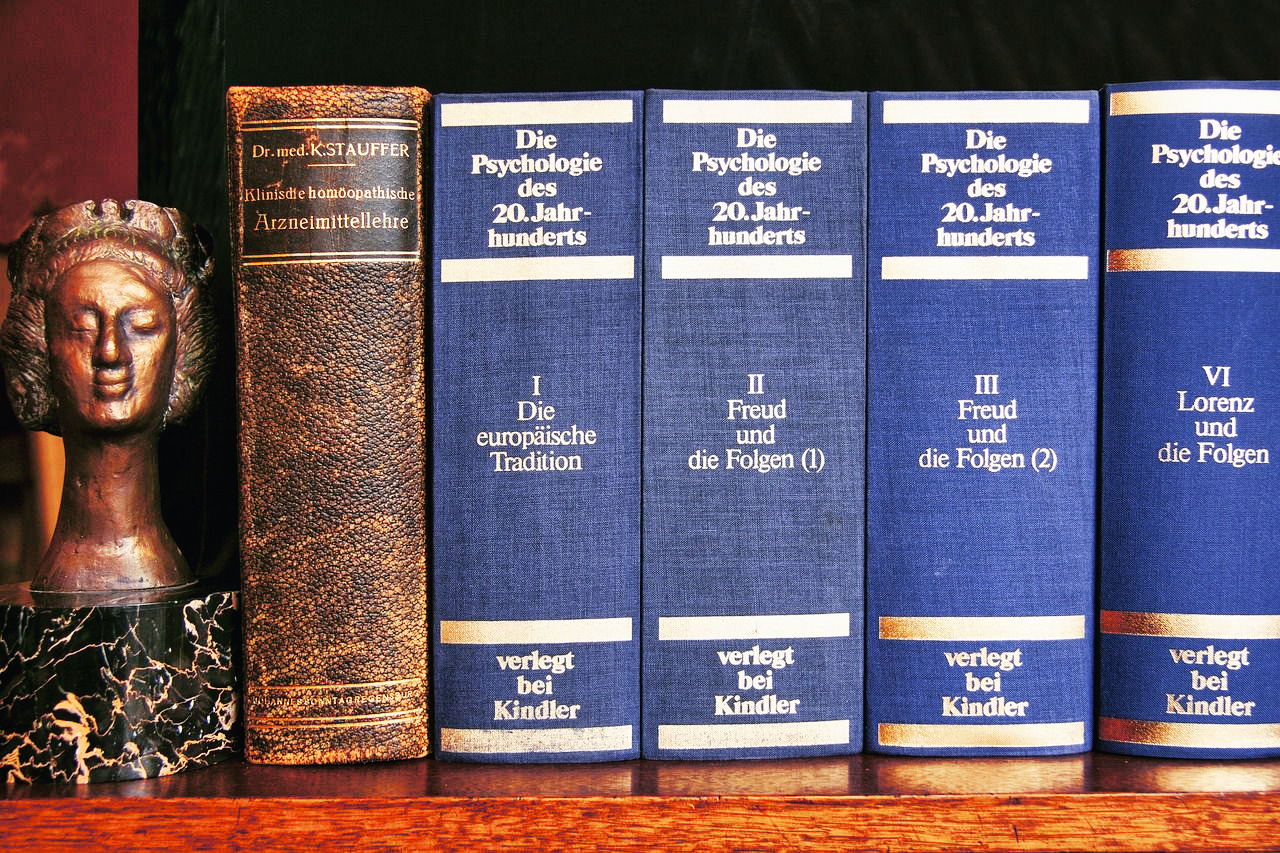 Dr. med. K. STAUFFER
Klinische homöopathische
Arzneimittellehre
JOHANNES SONNTAG REGENSBURG
Die
Psychologie
des
20. Jahr-
hunderts
I
Die
europäische
Tradition
verlegt
bei
Kindler
Die
Psychologie
des
20. Jahr-
hunderts
II
Freud
und
die Folgen (1)
verlegt
bei
Kindler
Die
Psychologie
des
20. Jahr-
hunderts
III
Freud
und
die Folgen (2)
verlegt
bei
Kindler
Die
Psychologie
des
20. Jahr-
hunderts
VI
Lorenz
und
die Folgen
verlegt
bei
Kindler